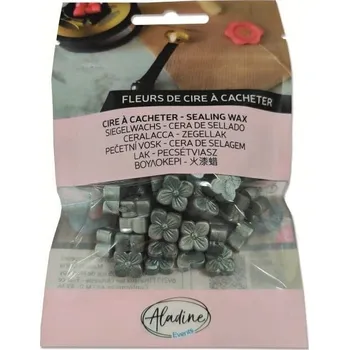 FLEURS DE CIRE À CACHETER
CIRE À CACHETER - SEALING WAX
SIEGELWACHS - CERA DE SELLADO
CERALACCA - ZEGELLAK
PEČETNÍ VOSK - CERA DE SELAGEM
LAK - PECSÉTVIASZ
ΒΟΥΛΟΚΕΡΙ - 火漆蜡
Aladine
Events